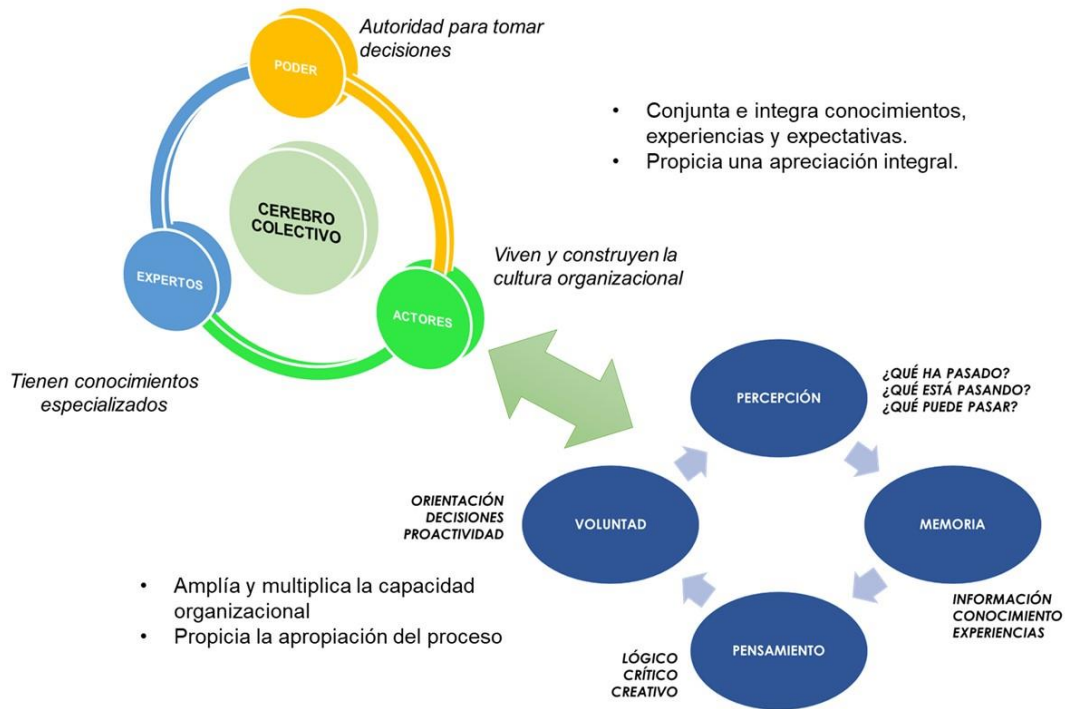 Autoridad para tomar
decisiones
PODER
• Conjunta e integra conocimientos,
experiencias y expectativas.
• Propicia una apreciación integral.
CEREBRO
COLECTIVO
EXPERTOS
Viven y construyen la
cultura organizacional
ACTORES
Tienen conocimientos
especializados
PERCEPCIÓN
¿QUÉ HA PASADO?
¿QUÉ ESTÁ PASANDO?
¿QUÉ PUEDE PASAR?
ORIENTACIÓN
DECISIONES
PROACTIVIDAD
VOLUNTAD
MEMORIA
• Amplía y multiplica la capacidad
organizacional
• Propicia la apropiación del proceso
INFORMACIÓN
CONOCIMIENTO
EXPERIENCIAS
LÓGICO
CRÍTICO
CREATIVO
PENSAMIENTO